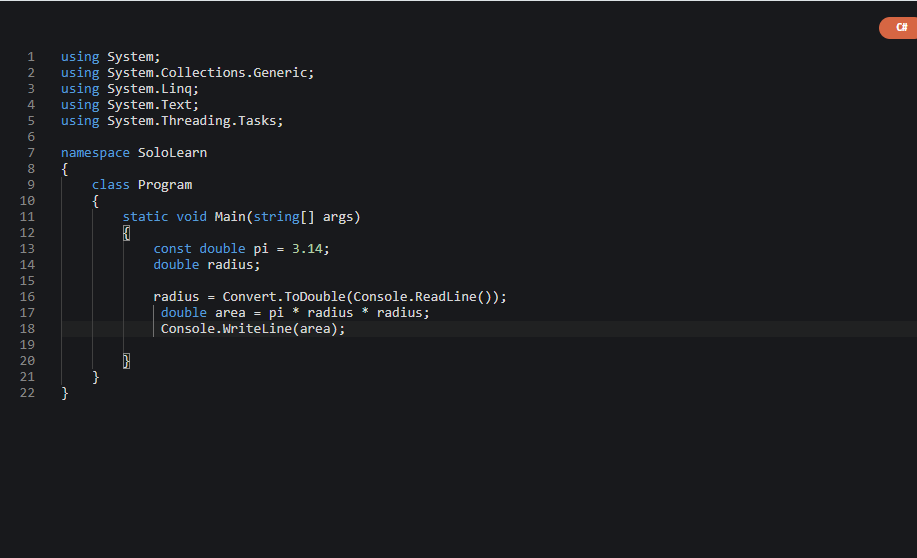 C#
1 using System;
2 using System.Collections.Generic;
3 using System.Linq;
4 using System.Text;
5 using System.Threading.Tasks;
6
7 namespace SoloLearn
8 {
9     class Program
10     {
11         static void Main(string[] args)
12         {
13             const double pi = 3.14;
14             double radius;
15
16             radius = Convert.ToDouble(Console.ReadLine());
17              double area = pi * radius * radius;
18              Console.WriteLine(area);
19
20         }
21     }
22 }